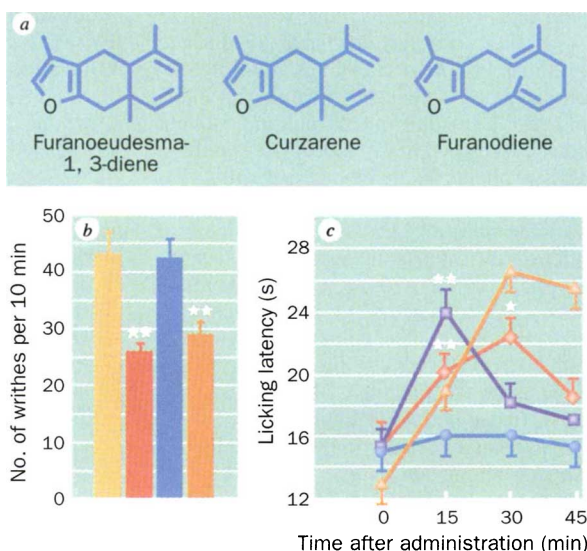 a
O
O
O
Furanoeudesma-
1, 3-diene
Curzarene
Furanodiene
b
No. of writhes per 10 min
50
40
30
20
10
0
**
**
c
Licking latency (s)
28
24
20
16
12
**
**
*
0 15 30 45
Time after administration (min)